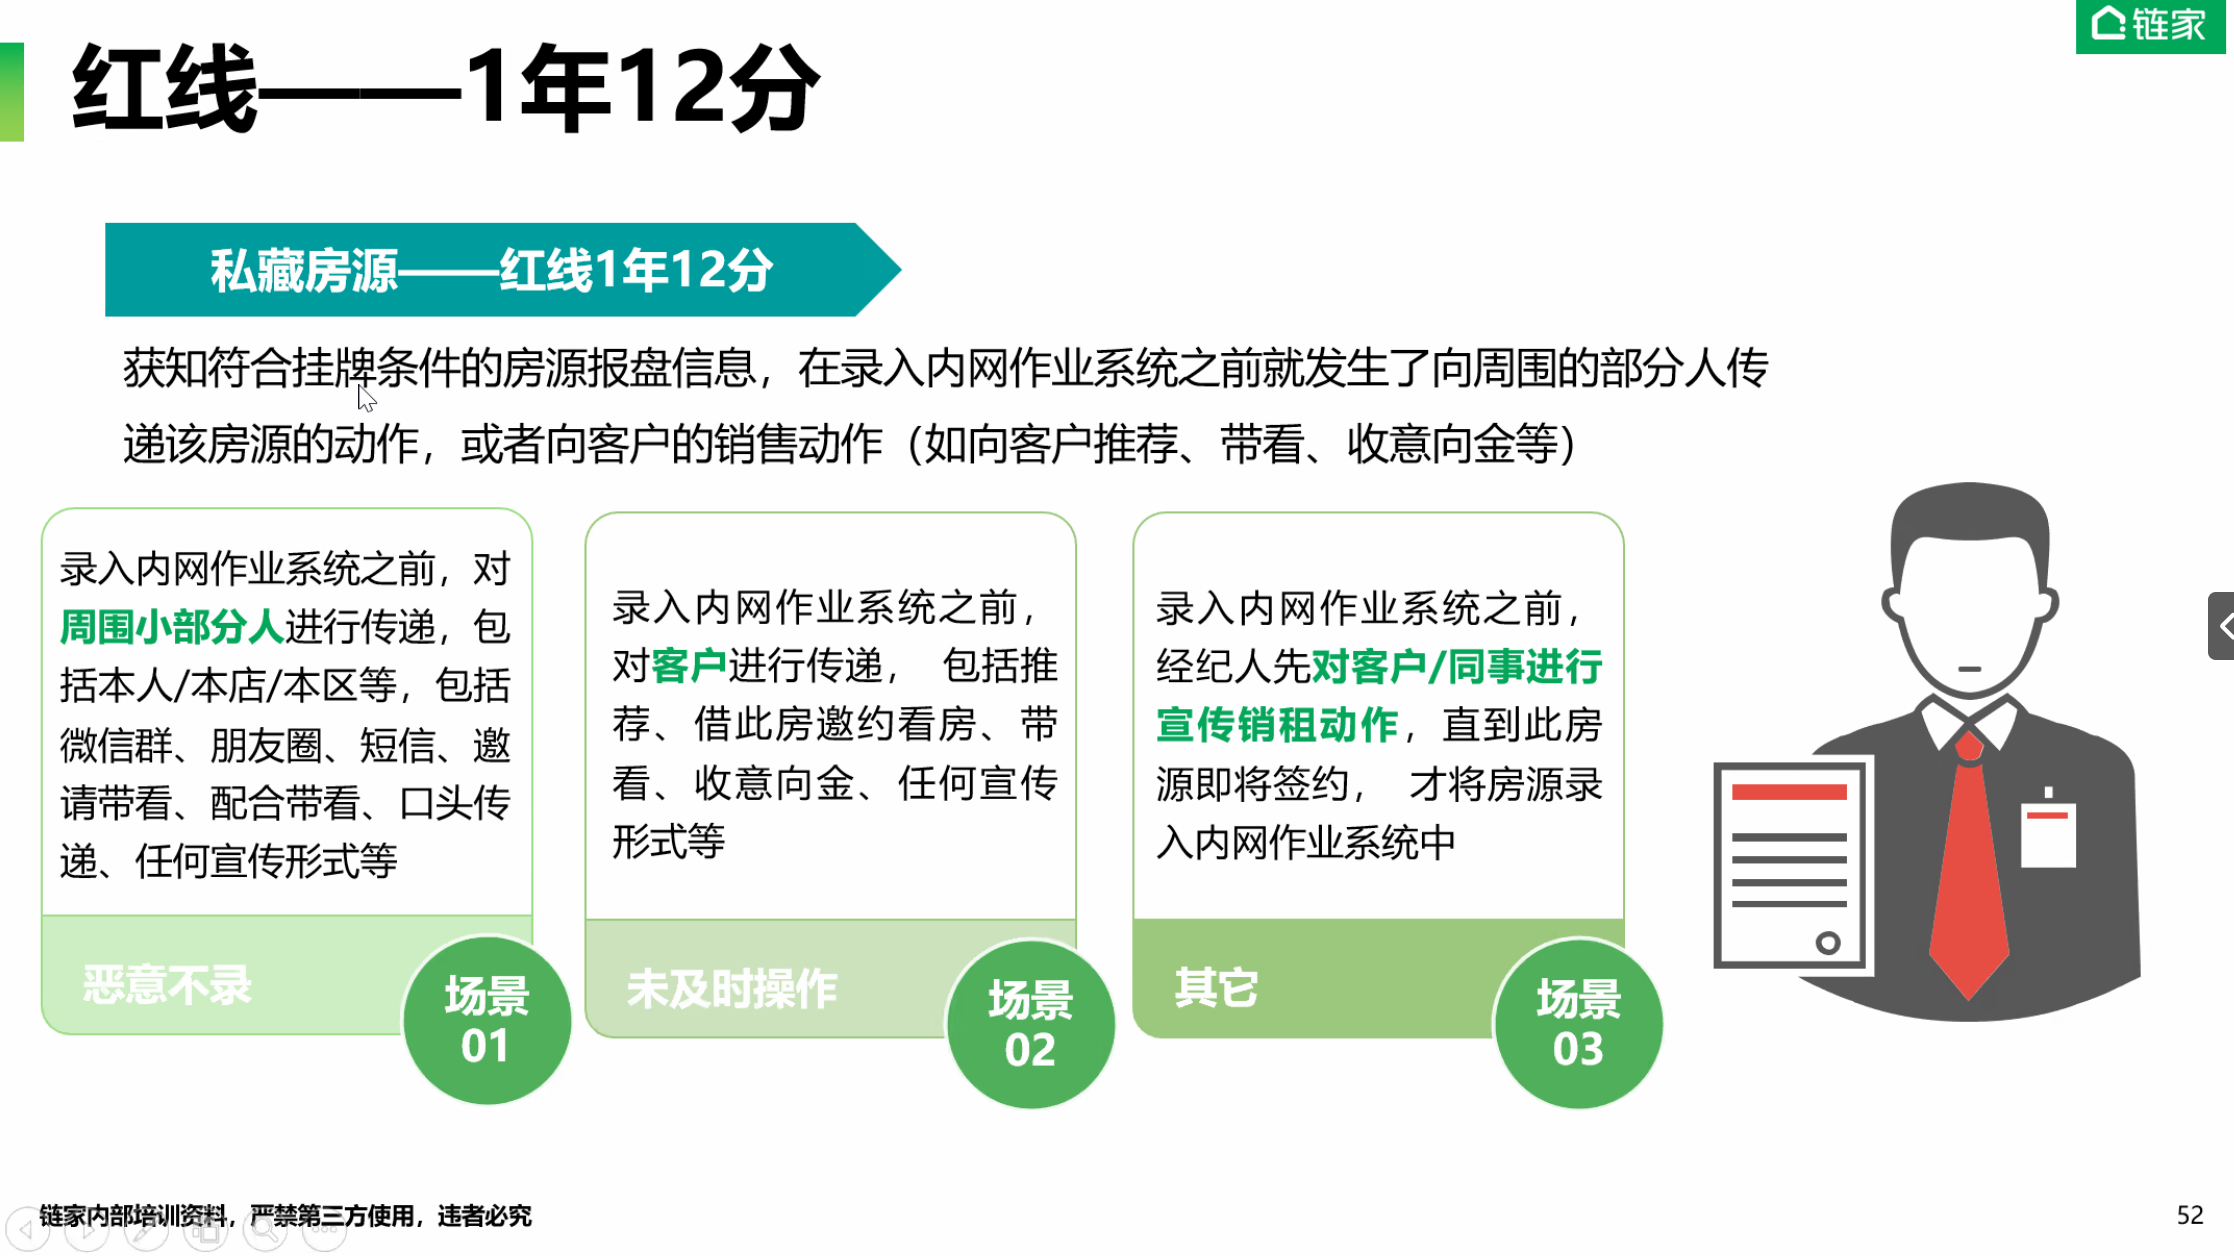 链家
红线——1年12分
私藏房源——红线1年12分
获知符合挂牌条件的房源报盘信息，在录入内网作业系统之前就发生了向周围的部分人传
递该房源的动作，或者向客户的销售动作（如向客户推荐、带看、收意向金等）
录入内网作业系统之前，对
周围小部分人进行传递，包
括本人/本店/本区等，包括
微信群、朋友圈、短信、邀
请带看、配合带看、口头传
递、任何宣传形式等
恶意不录
场景
01
录入内网作业系统之前，
对客户进行传递， 包括推
荐、借此房邀约看房、带
看、收意向金、任何宣传
形式等
未及时操作
场景
02
录入内网作业系统之前，
经纪人先对客户/同事进行
宣传销租动作，直到此房
源即将签约， 才将房源录
入内网作业系统中
其它
场景
03
链家内部培训资料，严禁第三方使用，违者必究
52